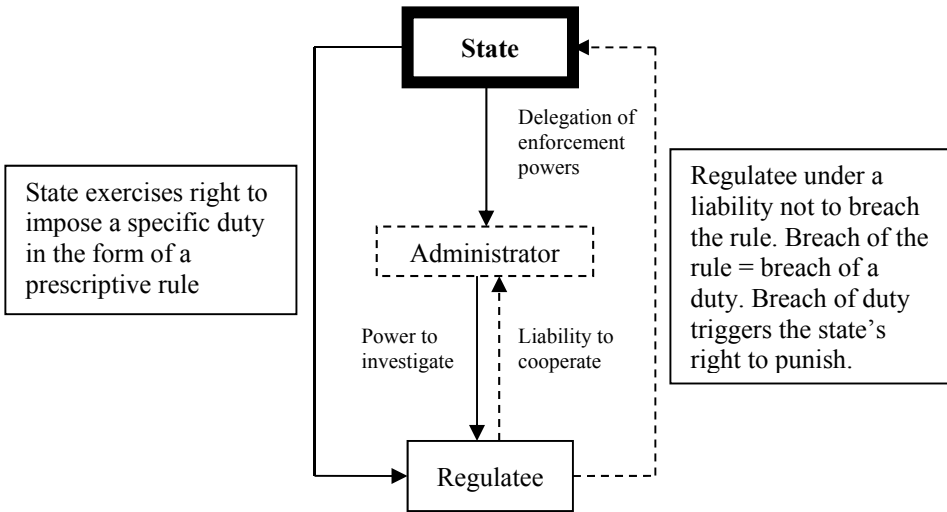 State
Delegation of
enforcement
powers
State exercises right to
impose a specific duty
in the form of a
prescriptive rule
Regulatee under a
liability not to breach
the rule. Breach of the
rule = breach of a
duty. Breach of duty
triggers the state’s
right to punish.
Administrator
Power to
investigate
Liability to
cooperate
Regulatee